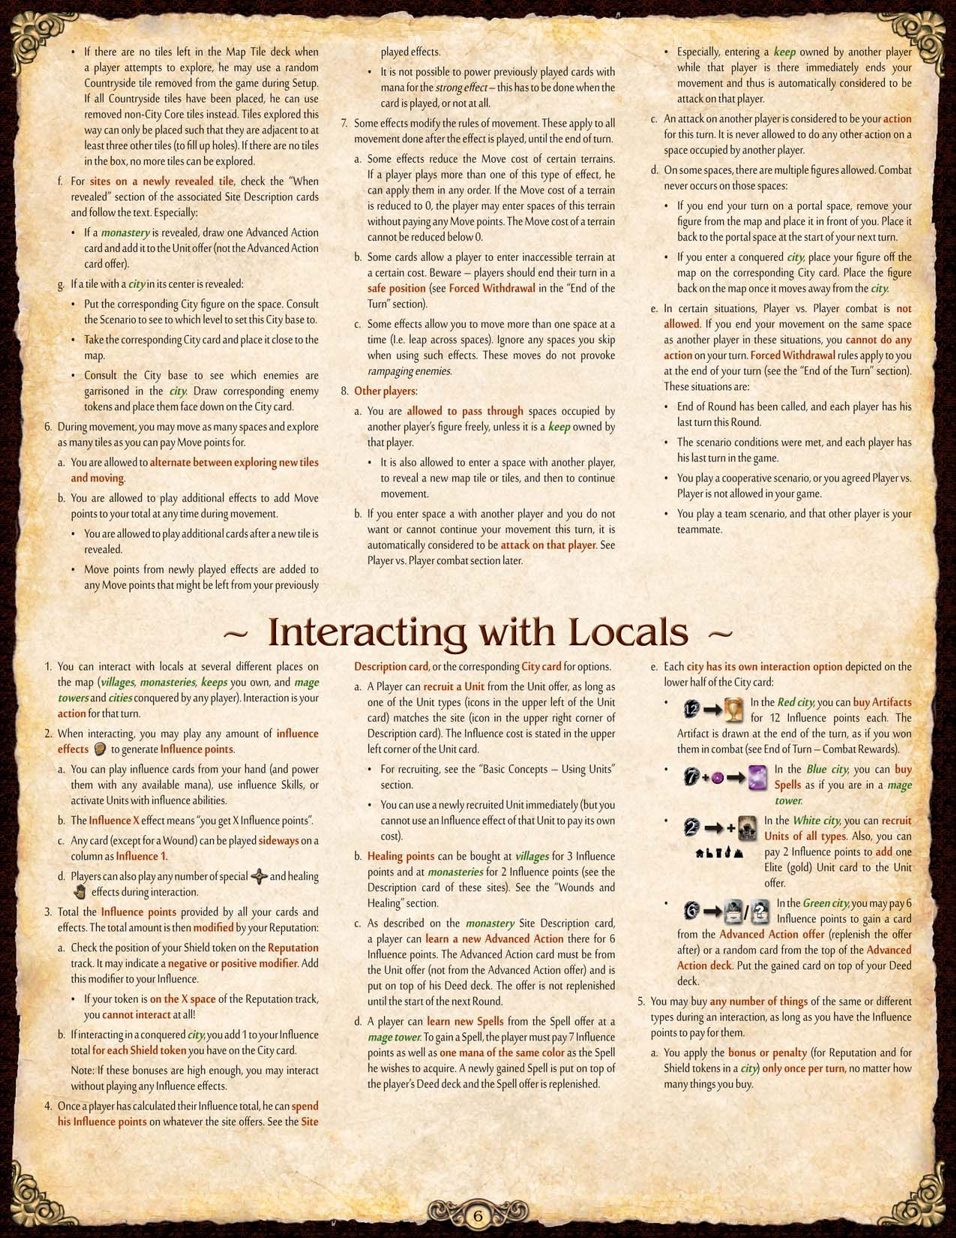 • If there are no tiles left in the Map Tile deck when
a player attempts to explore, he may use a random
Countryside tile removed from the game during Setup.
If all Countryside tiles have been placed, he can use
removed non-City Core tiles instead. Tiles explored this
way can only be placed such that they are adjacent to at
least three other tiles (to fill up holes). If there are no tiles
in the box, no more tiles can be explored.
f. For sites on a newly revealed tile, check the "When
revealed" section of the associated Site Description cards
and follow the text. Especially:
• If a monastery is revealed, draw one Advanced Action
card and add it to the Unit offer (not the Advanced Action
card offer).
g. If a tile with a city in its center is revealed:
• Put the corresponding City figure on the space. Consult
the Scenario to see to which level to set this City base to.
• Take the corresponding City card and place it close to the
map.
• Consult the City base to see which enemies are
garrisoned in the city. Draw corresponding enemy
tokens and place them face down on the City card.
6. During movement, you may move as many spaces and explore
as many tiles as you can pay Move points for.
a. You are allowed to alternate between exploring new tiles
and moving.
b. You are allowed to play additional effects to add Move
points to your total at any time during movement.
• You are allowed to play additional cards after a new tile is
revealed.
• Move points from newly played effects are added to
any Move points that might be left from your previously
played effects.
• It is not possible to power previously played cards with
mana for the strong effect – this has to be done when the
card is played, or not at all.
7. Some effects modify the rules of movement. These apply to all
movement done after the effect is played, until the end of turn.
a. Some effects reduce the Move cost of certain terrains.
If a player plays more than one of this type of effect, he
can apply them in any order. If the Move cost of a terrain
is reduced to 0, the player may enter spaces of this terrain
without paying any Move points. The Move cost of a terrain
cannot be reduced below 0.
b. Some cards allow a player to enter inaccessible terrain at
a certain cost. Beware – players should end their turn in a
safe position (see Forced Withdrawal in the "End of the
Turn" section).
c. Some effects allow you to move more than one space at a
time (I.e. leap across spaces). Ignore any spaces you skip
when using such effects. These moves do not provoke
rampaging enemies.
8. Other players:
a. You are allowed to pass through spaces occupied by
another player's figure freely, unless it is a keep owned by
that player.
• It is also allowed to enter a space with another player,
to reveal a new map tile or tiles, and then to continue
movement.
b. If you enter space a with another player and you do not
want or cannot continue your movement this turn, it is
automatically considered to be attack on that player. See
Player vs. Player combat section later.
• Especially, entering a keep owned by another player
while that player is there immediately ends your
movement and thus is automatically considered to be
attack on that player.
c. An attack on another player is considered to be your action
for this turn. It is never allowed to do any other action on a
space occupied by another player.
d. On some spaces, there are multiple figures allowed. Combat
never occurs on those spaces:
• If you end your turn on a portal space, remove your
figure from the map and place it in front of you. Place it
back to the portal space at the start of your next turn.
• If you enter a conquered city, place your figure off the
map on the corresponding City card. Place the figure
back on the map once it moves away from the city.
e. In certain situations, Player vs. Player combat is not
allowed. If you end your movement on the same space
as another player in these situations, you cannot do any
action on your turn. Forced Withdrawal rules apply to you
at the end of your turn (see the "End of the Turn" section).
These situations are:
• End of Round has been called, and each player has his
last turn this Round.
• The scenario conditions were met, and each player has
his last turn in the game.
• You play a cooperative scenario, or you agreed Player vs.
Player is not allowed in your game.
• You play a team scenario, and that other player is your
teammate.
~ Interacting with Locals ~
1. You can interact with locals at several different places on
the map (villages, monasteries, keeps you own, and mage
towers and cities conquered by any player). Interaction is your
action for that turn.
2. When interacting, you may play any amount of influence
effects to generate Influence points.
a. You can play influence cards from your hand (and power
them with any available mana), use influence Skills, or
activate Units with influence abilities.
b. The Influence X effect means "you get X Influence points".
c. Any card (except for a Wound) can be played sideways on a
column as Influence 1.
d. Players can also play any number of special and healing
effects during interaction.
3. Total the Influence points provided by all your cards and
effects. The total amount is then modified by your Reputation:
a. Check the position of your Shield token on the Reputation
track. It may indicate a negative or positive modifier. Add
this modifier to your Influence.
• If your token is on the X space of the Reputation track,
you cannot interact at all!
b. If interacting in a conquered city, you add 1 to your Influence
total for each Shield token you have on the City card.
Note: If these bonuses are high enough, you may interact
without playing any Influence effects.
4. Once a player has calculated their Influence total, he can spend
his Influence points on whatever the site offers. See the Site
Description card, or the corresponding City card for options.
a. A Player can recruit a Unit from the Unit offer, as long as
one of the Unit types (icons in the upper left of the Unit
card) matches the site (icon in the upper right corner of
Description card). The Influence cost is stated in the upper
left corner of the Unit card.
• For recruiting, see the "Basic Concepts – Using Units"
section.
• You can use a newly recruited Unit immediately (but you
cannot use an Influence effect of that Unit to pay its own
cost).
b. Healing points can be bought at villages for 3 Influence
points and at monasteries for 2 Influence points (see the
Description card of these sites). See the "Wounds and
Healing" section.
c. As described on the monastery Site Description card,
a player can learn a new Advanced Action there for 6
Influence points. The Advanced Action card must be from
the Unit offer (not from the Advanced Action offer) and is
put on top of his Deed deck. The offer is not replenished
until the start of the next Round.
d. A player can learn new Spells from the Spell offer at a
mage tower. To gain a Spell, the player must pay 7 Influence
points as well as one mana of the same color as the Spell
he wishes to acquire. A newly gained Spell is put on top of
the player's Deed deck and the Spell offer is replenished.
e. Each city has its own interaction option depicted on the
lower half of the City card:
• 12 In the Red city, you can buy Artifacts
for 12 Influence points each. The
Artifact is drawn at the end of the turn, as if you won
them in combat (see End of Turn – Combat Rewards).
• 7 + In the Blue city, you can buy
Spells as if you are in a mage
tower.
• 2 + In the White city, you can recruit
Units of all types. Also, you can
pay 2 Influence points to add one
Elite (gold) Unit card to the Unit
offer.
• 6 / ? In the Green city, you may pay 6
Influence points to gain a card
from the Advanced Action offer (replenish the offer
after) or a random card from the top of the Advanced
Action deck. Put the gained card on top of your Deed
deck.
5. You may buy any number of things of the same or different
types during an interaction, as long as you have the Influence
points to pay for them.
a. You apply the bonus or penalty (for Reputation and for
Shield tokens in a city) only once per turn, no matter how
many things you buy.
6